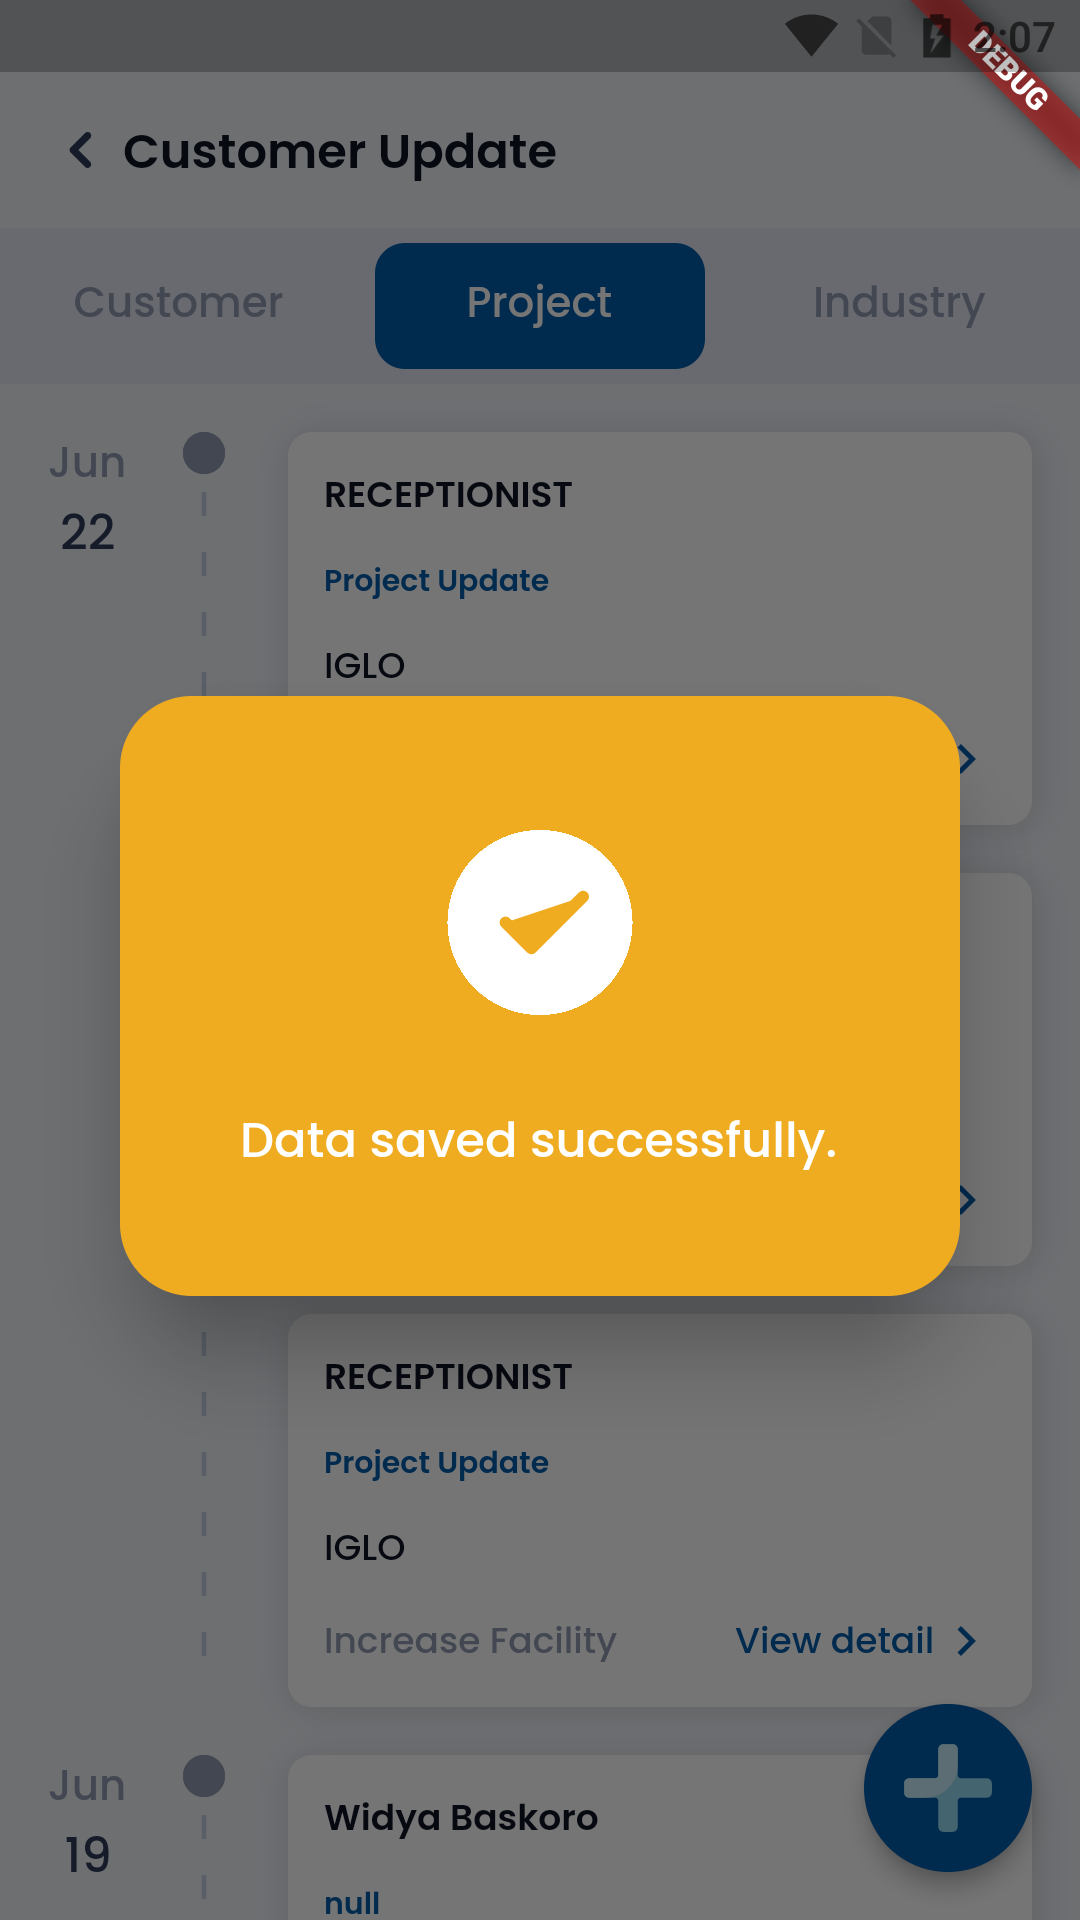 2:07
DEBUG
Customer Update
Customer Project Industry
Jun
22
RECEPTIONIST
Project Update
IGLO
Data saved successfully.
RECEPTIONIST
Project Update
IGLO
Increase Facility View detail
Jun
19
Widya Baskoro
null